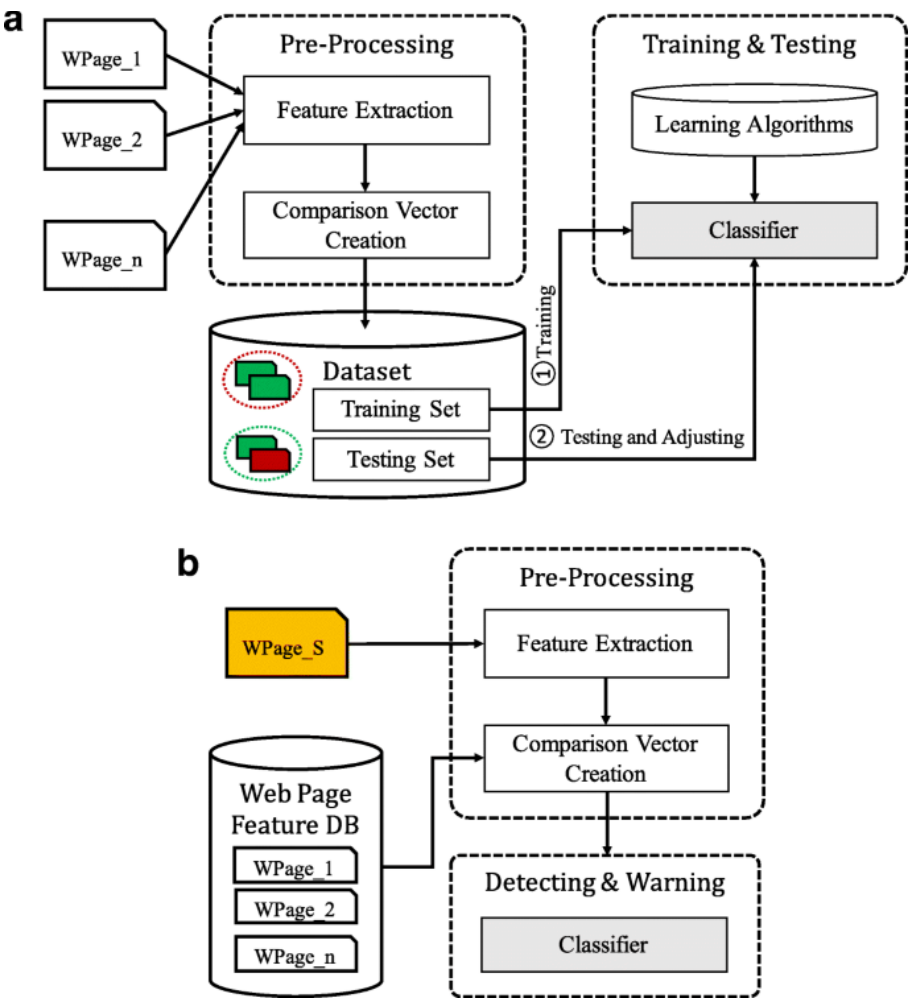 a
WPage_1
WPage_2
WPage_n
Pre-Processing
Feature Extraction
Comparison Vector
Creation
Training & Testing
Learning Algorithms
Classifier
Dataset
Training Set
Testing Set
① Training
② Testing and Adjusting
b
WPage_S
Pre-Processing
Feature Extraction
Comparison Vector
Creation
Web Page
Feature DB
WPage_1
WPage_2
WPage_n
Detecting & Warning
Classifier